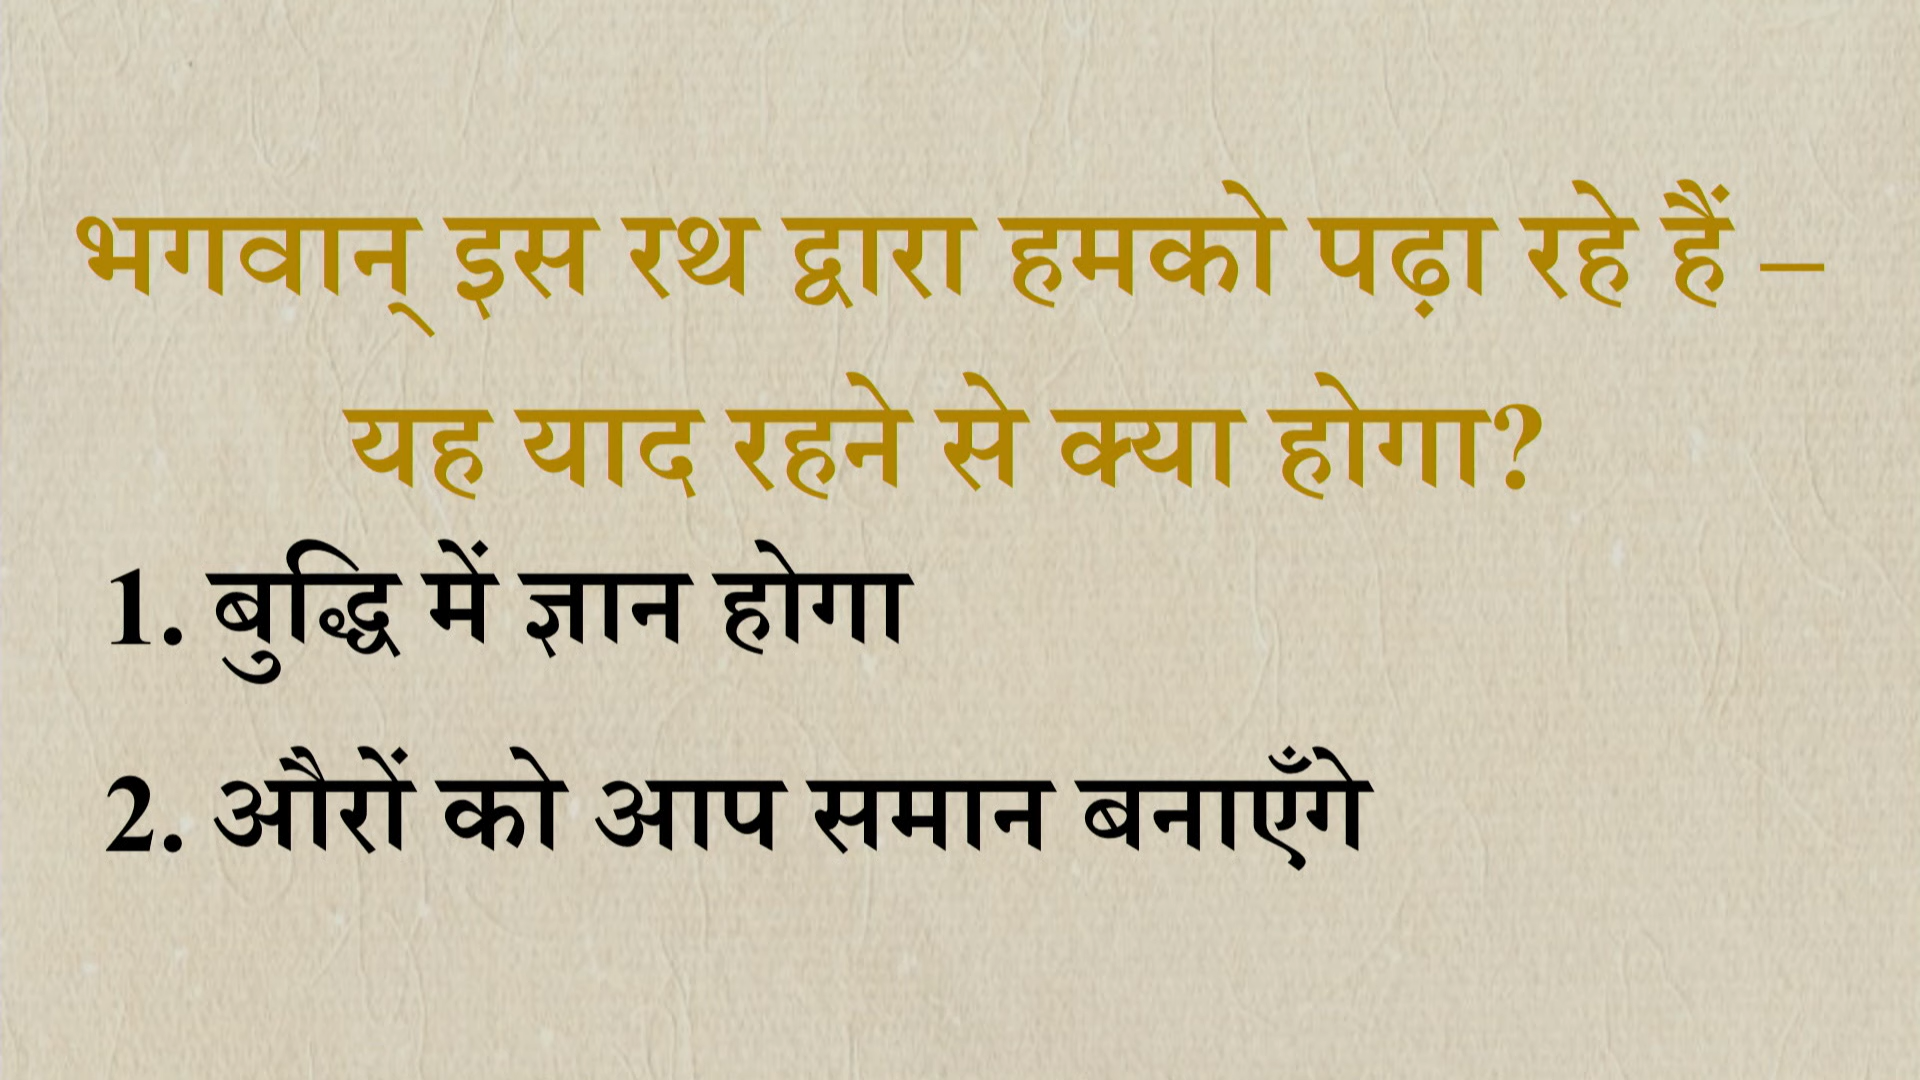 भगवान् इस रथ द्वारा हमको पढ़ा रहे हैं –
यह याद रहने से क्या होगा?
1. बुद्धि में ज्ञान होगा
2. औरों को आप समान बनाएँगे